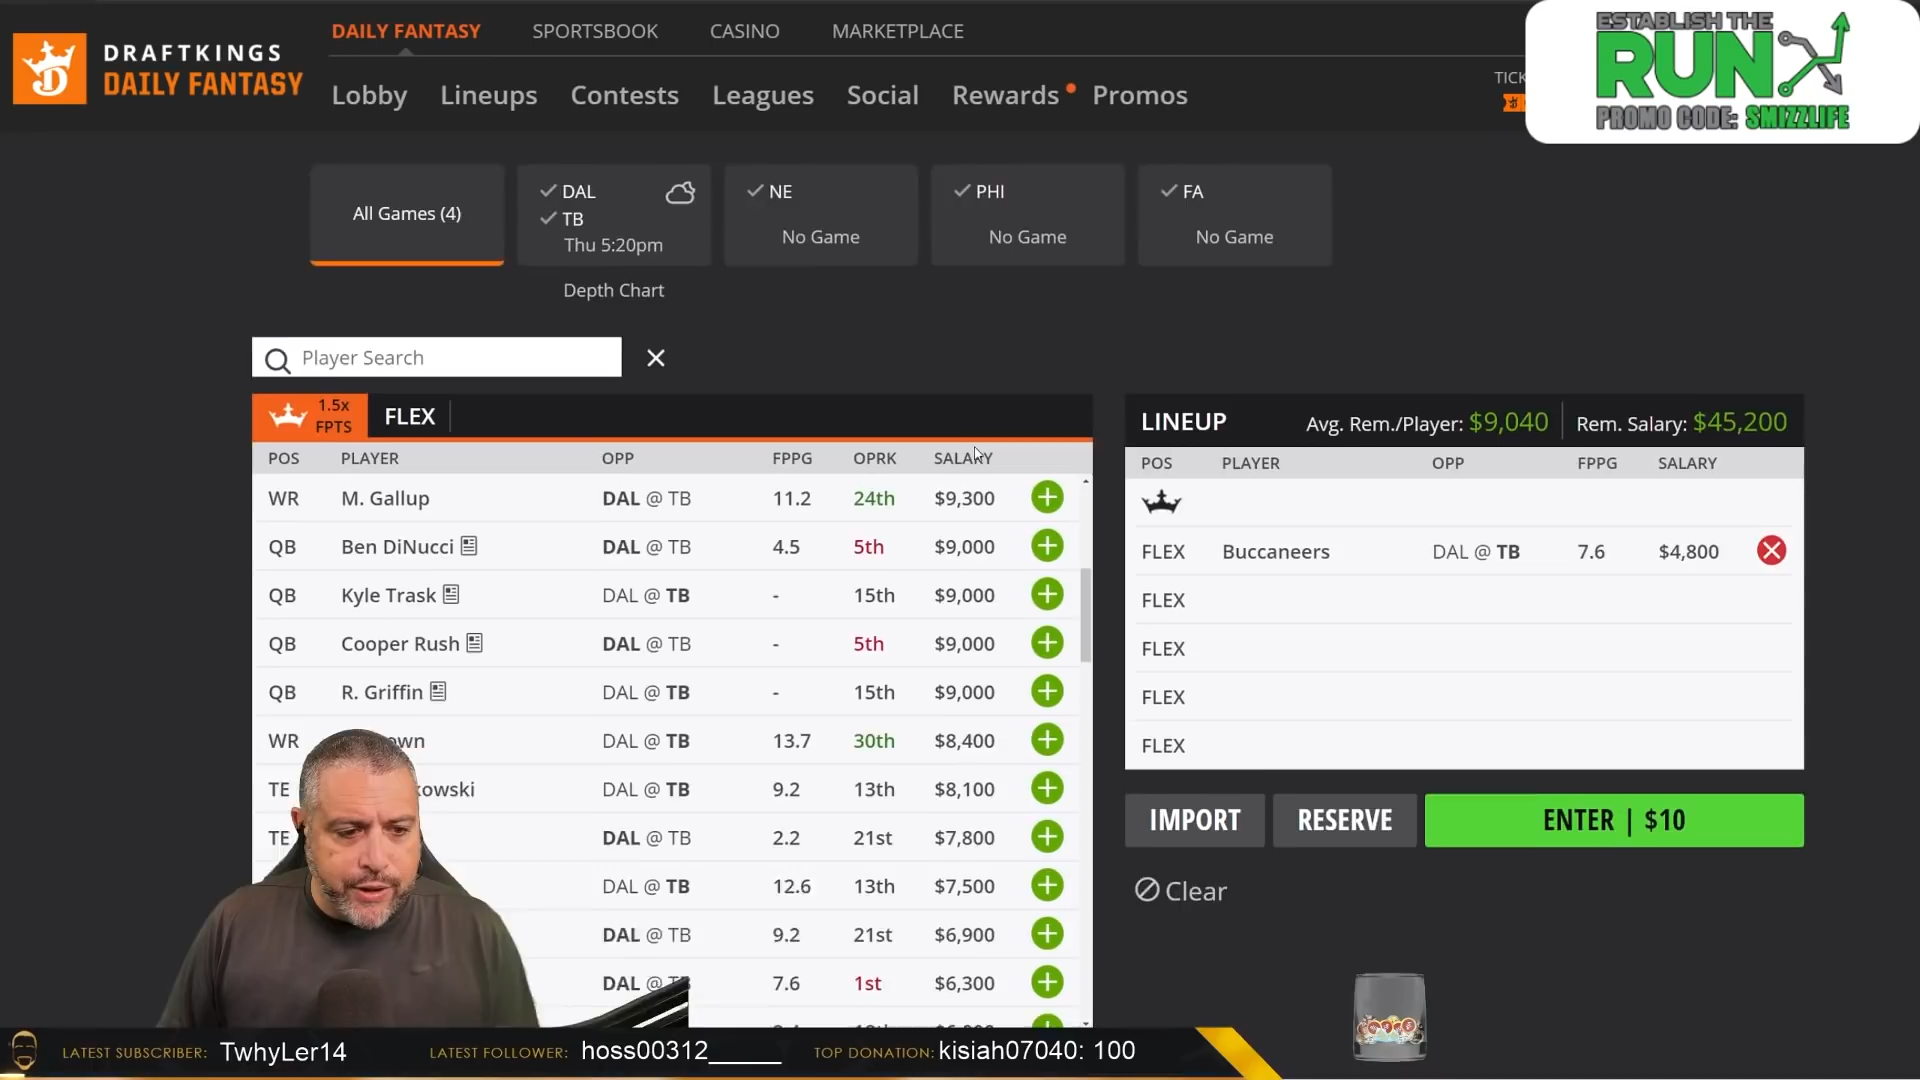 DRAFTKINGS
DAILY FANTASY
DAILY FANTASY SPORTSBOOK CASINO MARKETPLACE
Lobby Lineups Contests Leagues Social Rewards Promos
ESTABLISH THE
RUN
PROMO CODE: SMIZZLIFE
All Games (4)
DAL
TB
Thu 5:20pm
Depth Chart
NE
No Game
PHI
No Game
FA
No Game
Player Search
1.5x
FPTS
FLEX
POS PLAYER OPP FPPG OPRK SALARY
WR M. Gallup DAL @ TB 11.2 24th $9,300
QB Ben DiNucci DAL @ TB 4.5 5th $9,000
QB Kyle Trask DAL @ TB - 15th $9,000
QB Cooper Rush DAL @ TB - 5th $9,000
QB R. Griffin DAL @ TB - 15th $9,000
WR DAL @ TB 13.7 30th $8,400
TE DAL @ TB 9.2 13th $8,100
TE DAL @ TB 2.2 21st $7,800
DAL @ TB 12.6 13th $7,500
DAL @ TB 9.2 21st $6,900
DAL @ TB 7.6 1st $6,300
LINEUP Avg. Rem./Player: $9,040 Rem. Salary: $45,200
POS PLAYER OPP FPPG SALARY
FLEX Buccaneers DAL @ TB 7.6 $4,800
FLEX
FLEX
FLEX
FLEX
IMPORT RESERVE ENTER | $10
Clear
LATEST SUBSCRIBER: TwhyLer14 LATEST FOLLOWER: hoss00312_____ TOP DONATION: kisiah07040: 100